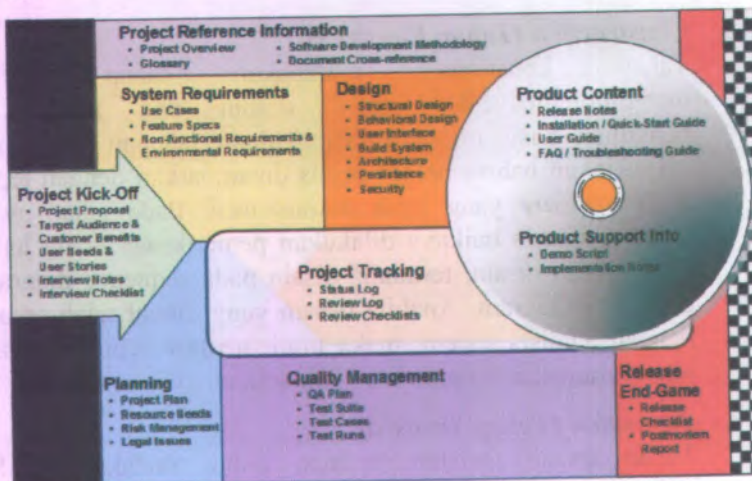 Project Reference Information
• Project Overview
• Glossary
• Software Development Methodology
• Document Cross-reference
System Requirements
• Use Cases
• Feature Specs
• Non-functional Requirements &
Environmental Requirements
Design
• Structural Design
• Behavioral Design
• User Interface
• Build System
• Architecture
• Persistence
• Security
Product Content
• Release Notes
• Installation / Quick-Start Guide
• User Guide
• FAQ / Troubleshooting Guide
Project Kick-Off
• Project Proposal
• Target Audience &
Customer Benefits
• User Needs &
User Stories
• Interview Notes
• Interview Checklist
Project Tracking
• Status Log
• Review Log
• Review Checklists
Product Support Info
• Demo Script
• Implementation Notes
Planning
• Project Plan
• Resource Needs
• Risk Management
• Legal Issues
Quality Management
• QA Plan
• Test Suite
• Test Cases
• Test Runs
Release
End-Game
• Release
Checklist
• Postmortem
Report